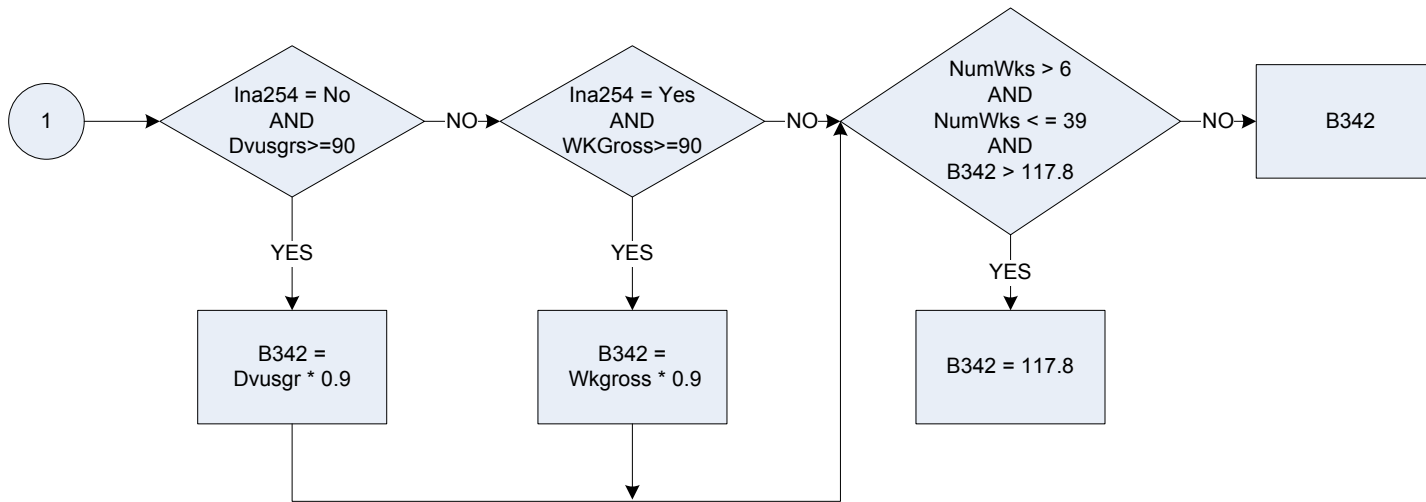 1
Ina254 = No
AND
Dvusgrs>=90
NO
Ina254 = Yes
AND
WKGross>=90
NO
NumWks > 6
AND
NumWks < = 39
AND
B342 > 117.8
NO
B342
YES
YES
YES
B342 =
Dvusgr * 0.9
B342 =
Wkgross * 0.9
B342 = 117.8